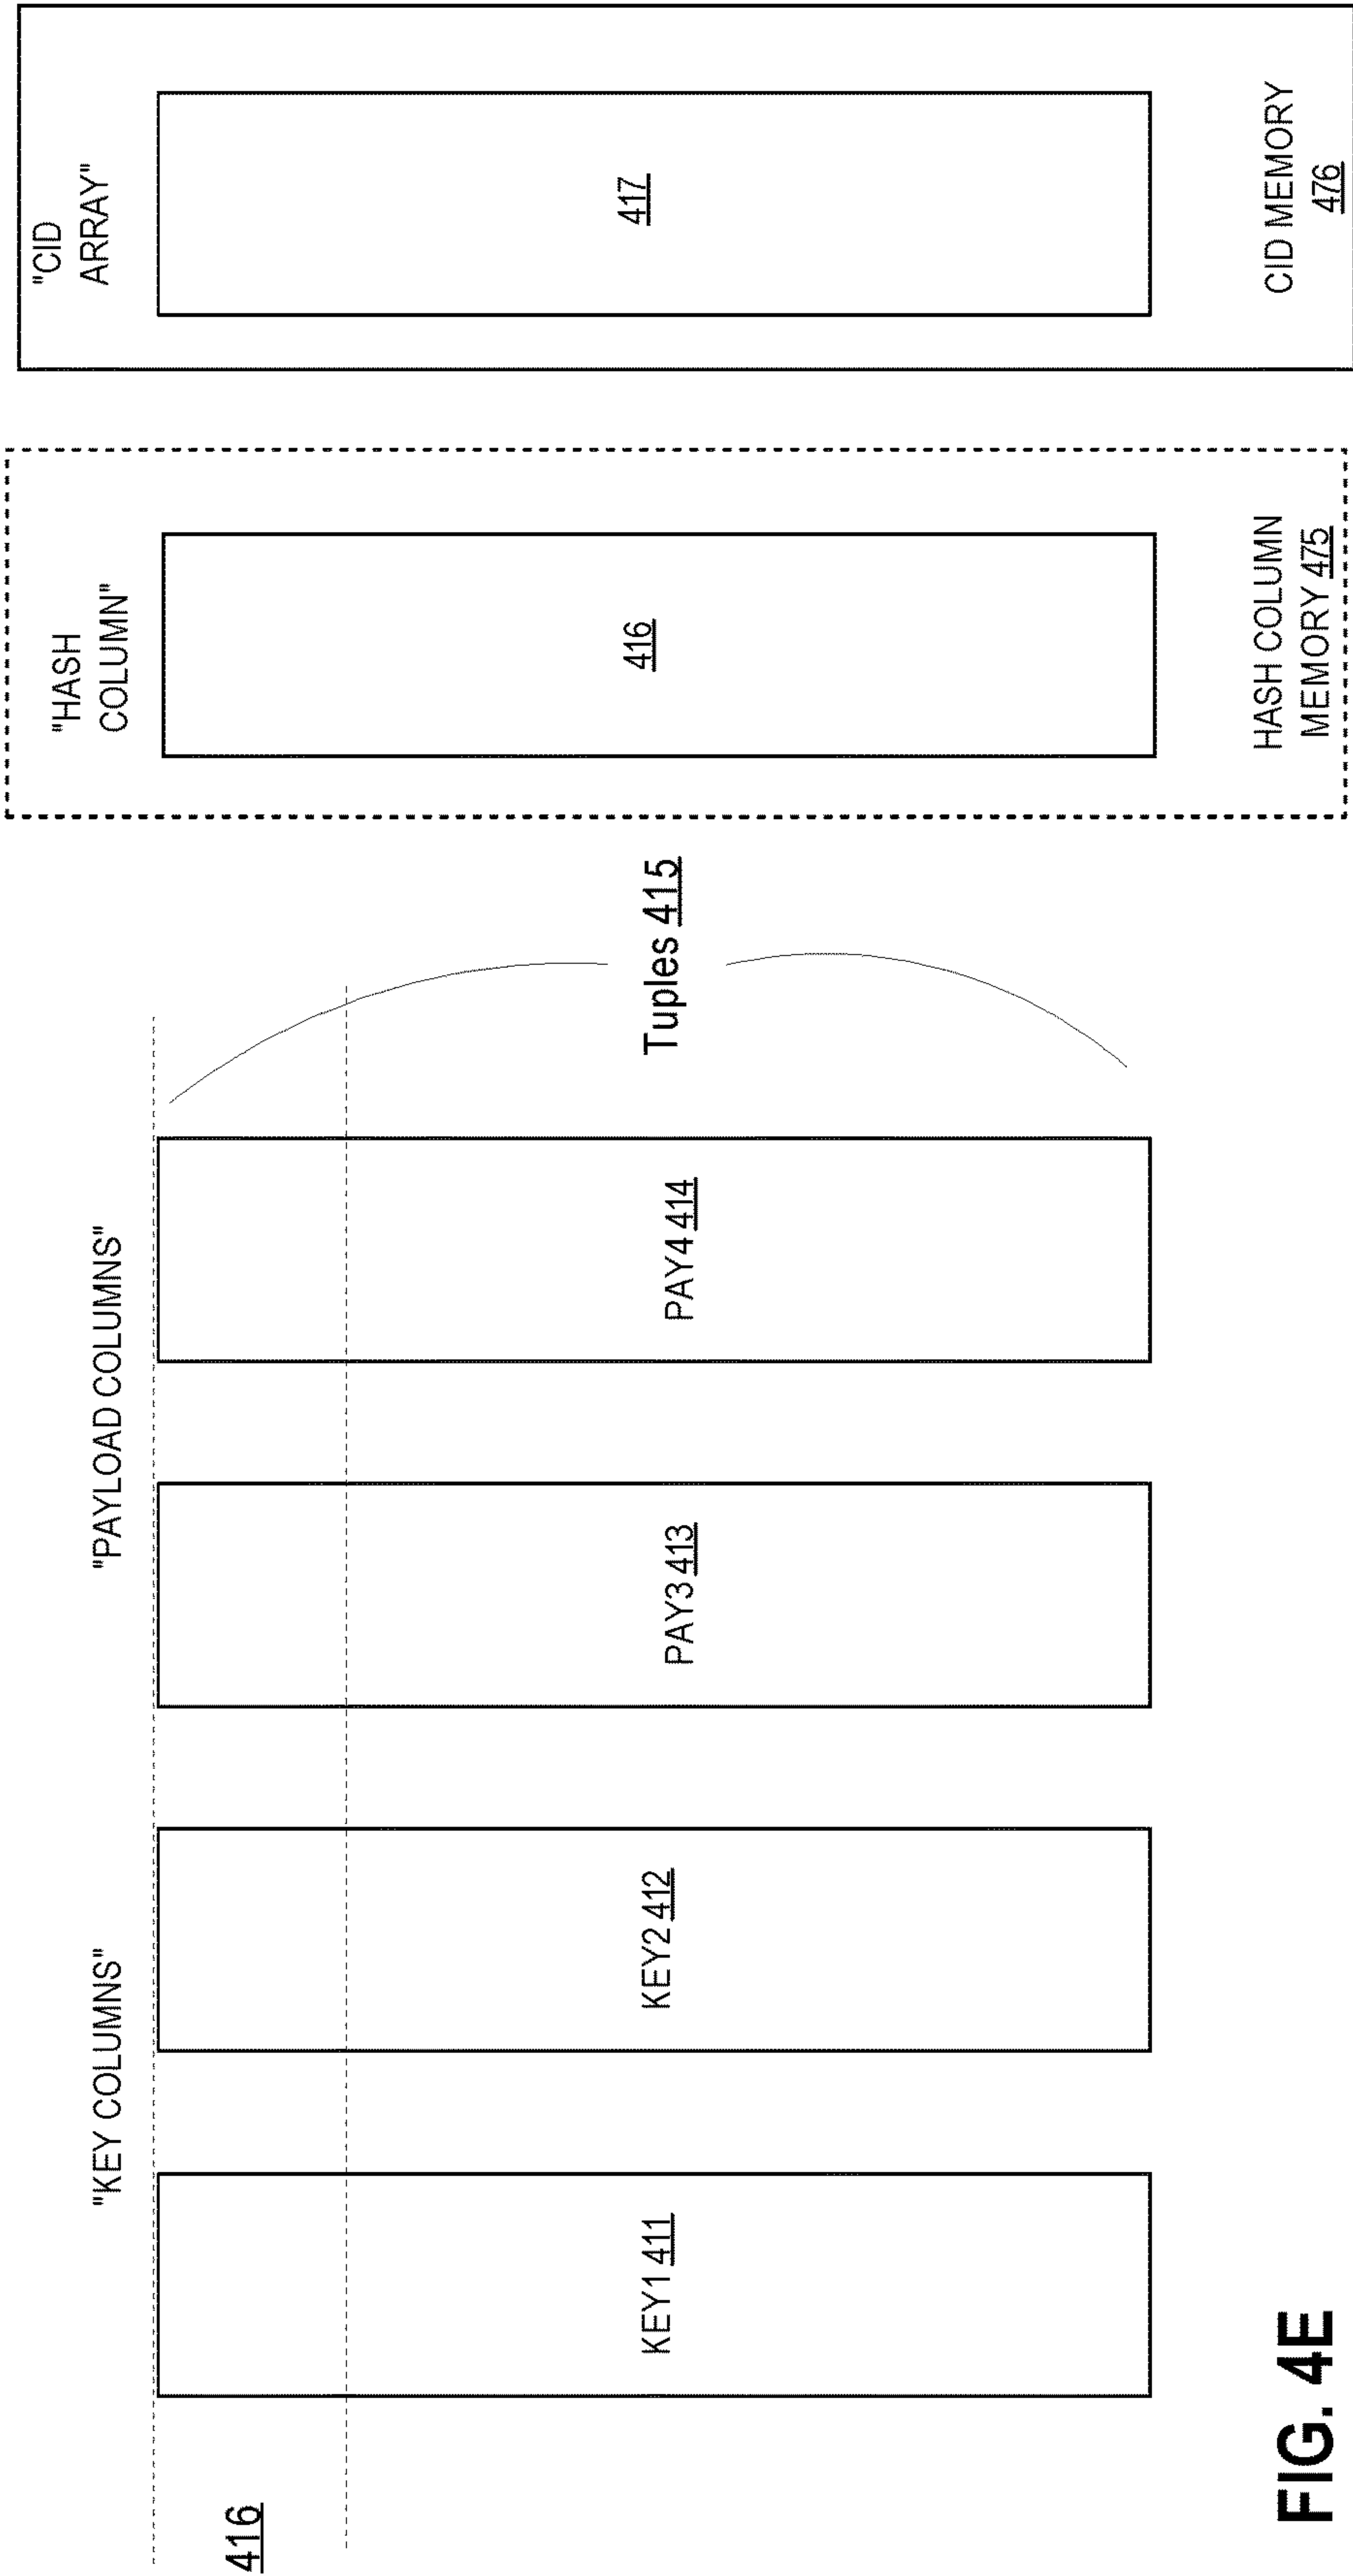 "KEY COLUMNS"
"PAYLOAD COLUMNS"
"HASH
COLUMN"
"CID
ARRAY"
416
KEY1 411
KEY2 412
PAY3 413
PAY4 414
Tuples 415
416
417
HASH COLUMN
MEMORY 475
CID MEMORY
476
FIG. 4E